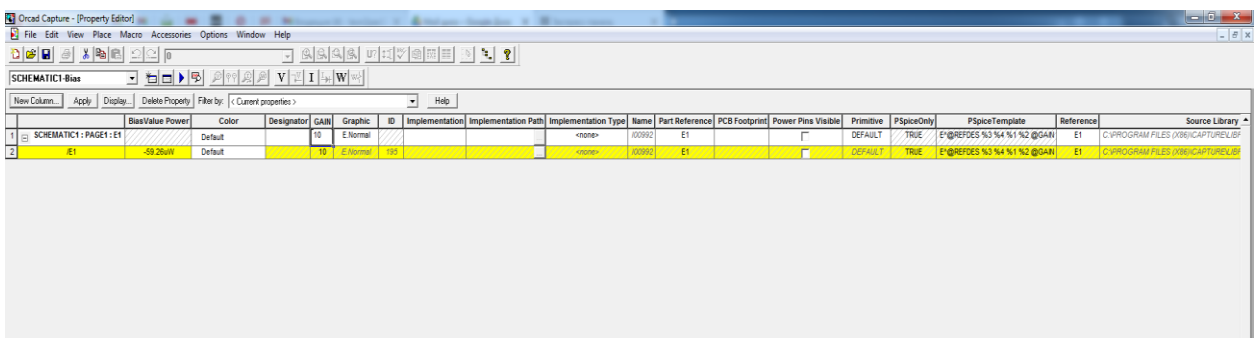 Orcad Capture - [Property Editor]
File Edit View Place Macro Accessories Options Window Help
0
SCHEMATIC1-Bias V I W
New Column... Apply Display... Delete Property Filter by: < Current properties > Help
BiasValue Power Color Designator GAIN Graphic ID Implementation Implementation Path Implementation Type Name Part Reference PCB Footprint Power Pins Visible Primitive PSpiceOnly PSpiceTemplate Reference Source Library
1 SCHEMATIC1 : PAGE1 : E1 Default 10 E.Normal <none> I00992 E1 DEFAULT TRUE E^@REFDES %3 %4 %1 %2 @GAIN E1 C:\PROGRAM FILES (X86)\CAPTURE\LIBR
2 /E1 -59.26uW Default 10 E.Normal 195 <none> I00992 E1 DEFAULT TRUE E^@REFDES %3 %4 %1 %2 @GAIN E1 C:\PROGRAM FILES (X86)\CAPTURE\LIBR